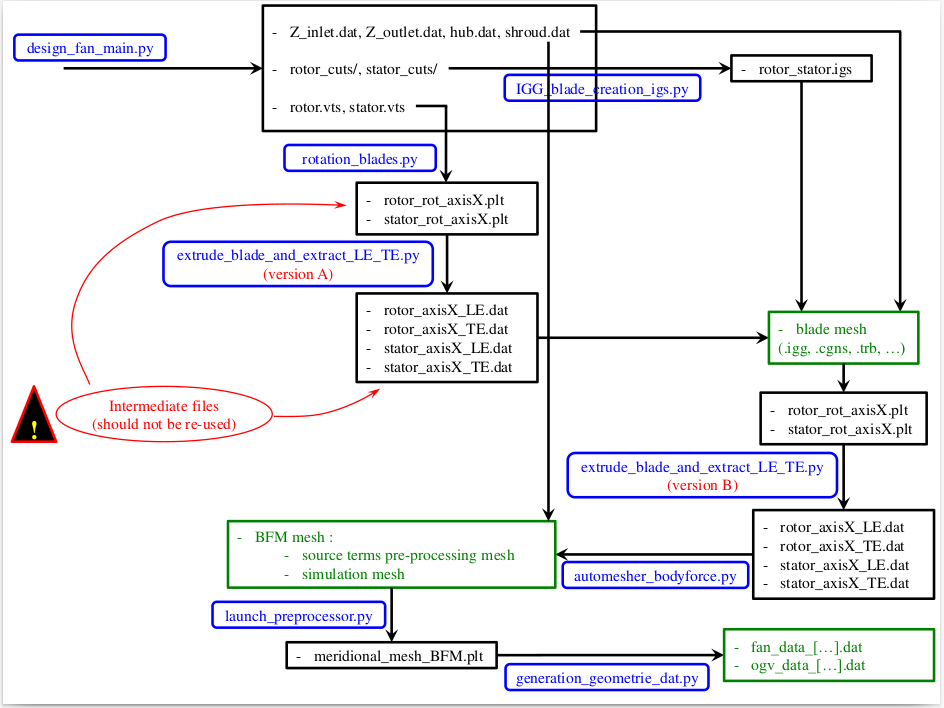 design_fan_main.py
- Z_inlet.dat, Z_outlet.dat, hub.dat, shroud.dat
- rotor_cuts/, stator_cuts/
- rotor.vts, stator.vts
IGG_blade_creation_igs.py
- rotor_stator.igs
rotation_blades.py
- rotor_rot_axisX.plt
- stator_rot_axisX.plt
extrude_blade_and_extract_LE_TE.py
(version A)
- rotor_axisX_LE.dat
- rotor_axisX_TE.dat
- stator_axisX_LE.dat
- stator_axisX_TE.dat
- blade mesh
(.igg, .cgns, .trb, …)
!
Intermediate files
(should not be re-used)
- rotor_rot_axisX.plt
- stator_rot_axisX.plt
extrude_blade_and_extract_LE_TE.py
(version B)
- rotor_axisX_LE.dat
- rotor_axisX_TE.dat
- stator_axisX_LE.dat
- stator_axisX_TE.dat
- BFM mesh :
- source terms pre-processing mesh
- simulation mesh
automesher_bodyforce.py
launch_preprocessor.py
- meridional_mesh_BFM.plt
generation_geometrie_dat.py
- fan_data_[…].dat
- ogv_data_[…].dat